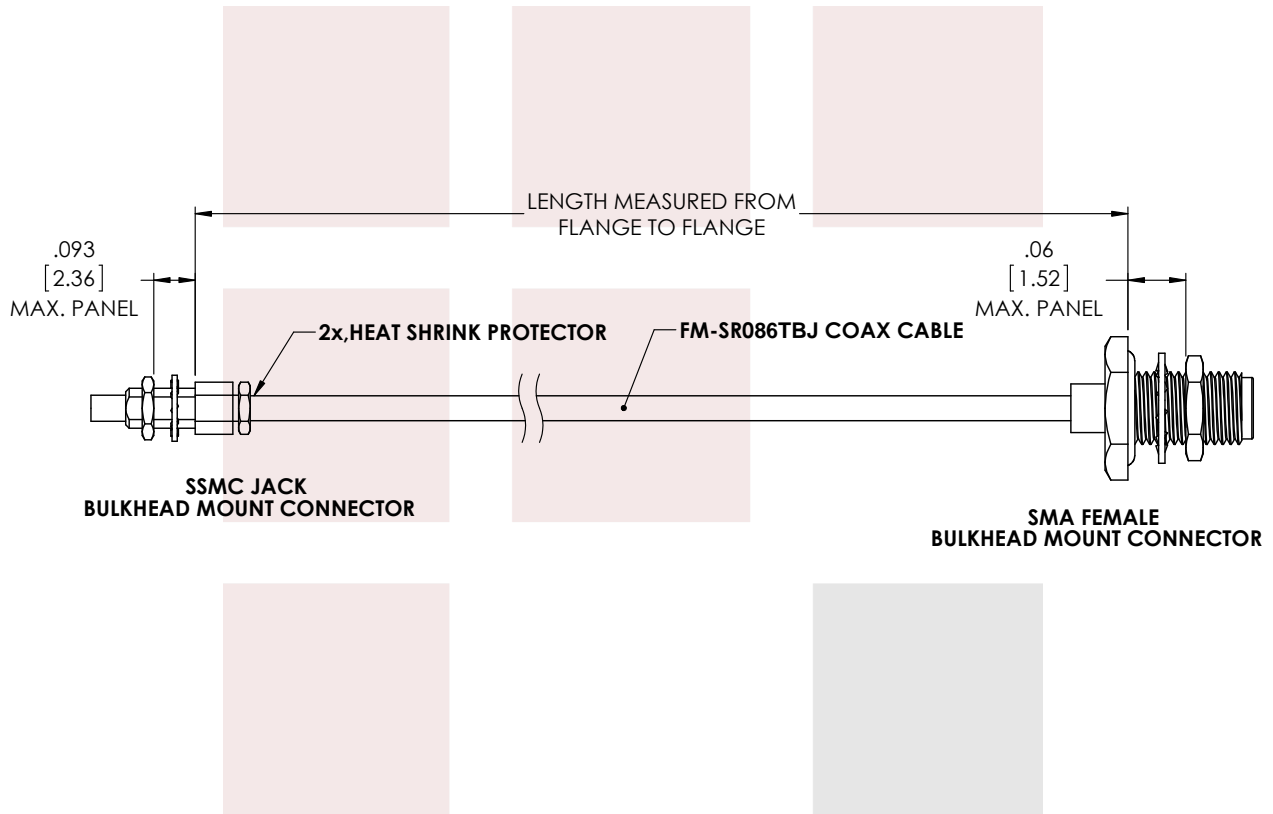 LENGTH MEASURED FROM
FLANGE TO FLANGE
.093
[2.36]
MAX. PANEL
.06
[1.52]
MAX. PANEL
2x,HEAT SHRINK PROTECTOR
FM-SR086TBJ COAX CABLE
SSMC JACK
BULKHEAD MOUNT CONNECTOR
SMA FEMALE
BULKHEAD MOUNT CONNECTOR